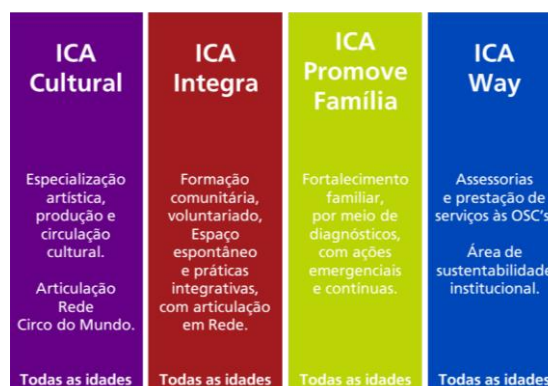 ICA
Cultural
Especialização
artística,
produção e
circulação
cultural.
Articulação
Rede
Circo do Mundo.
Todas as idades
ICA
Integra
Formação
comunitária,
voluntariado,
Espaço
espontâneo
e práticas
integrativas,
com articulação
em Rede.
Todas as idades
ICA
Promove
Família
Fortalecimento
familiar,
por meio de
diagnósticos,
com ações
emergenciais
e contínuas.
Todas as idades
ICA
Way
Assessorias
e prestação de
serviços às OSC's.
Área de
sustentabilidade
institucional.
Todas as idades